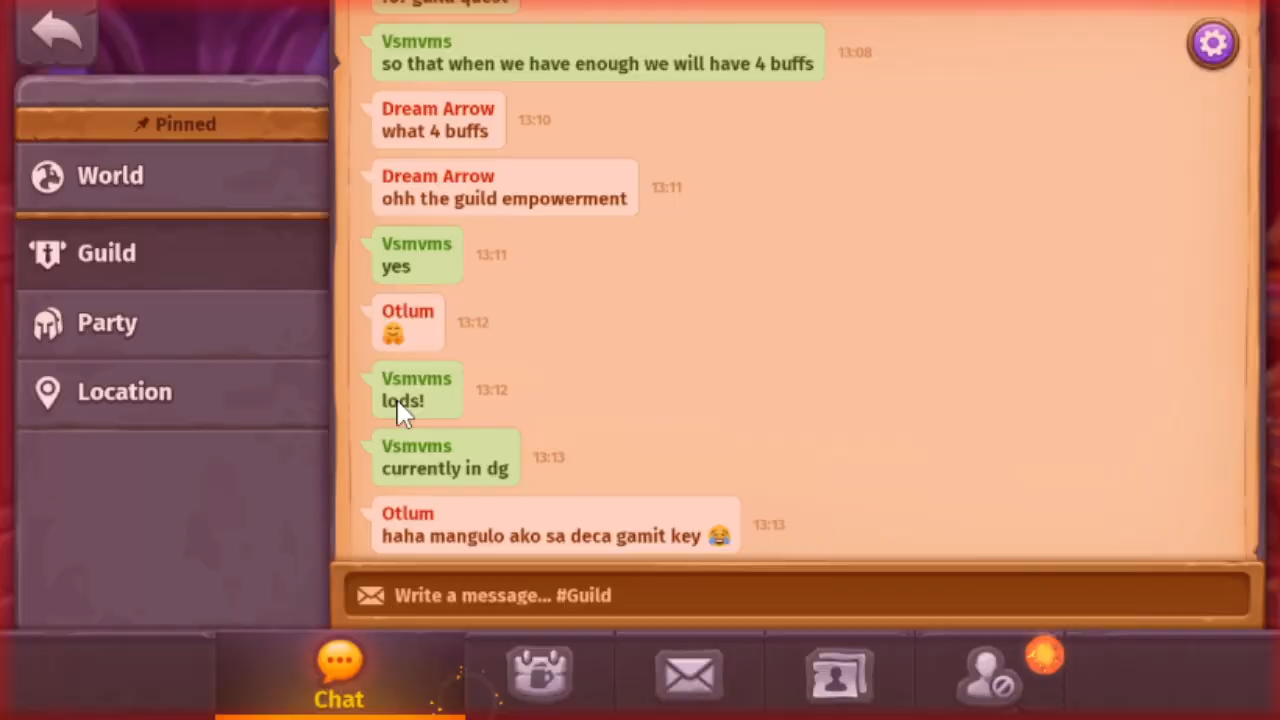 Pinned
World
Guild
Party
Location
for guild quest
Vsmvms
so that when we have enough we will have 4 buffs
13:08
Dream Arrow
what 4 buffs
13:10
Dream Arrow
ohh the guild empowerment
13:11
Vsmvms
yes
13:11
Otlum
🤗
13:12
Vsmvms
lods!
13:12
Vsmvms
currently in dg
13:13
Otlum
haha mangulo ako sa deca gamit key 😂
13:13
Write a message... #Guild
Chat